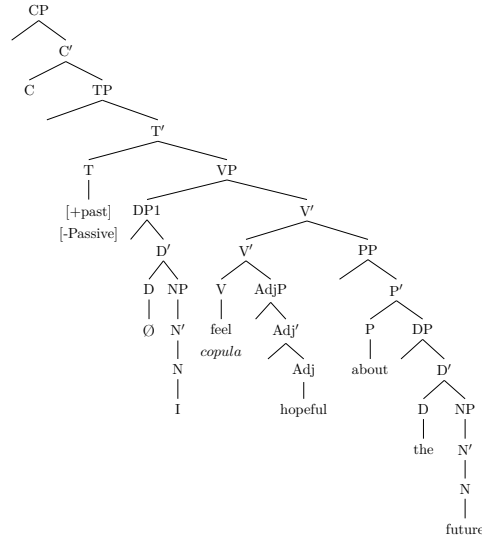 CP
C′
C TP
T′
T VP
[+past] DP1 V′
[-Passive]
D′ V′ PP
D NP V AdjP P′
Ø N′ feel Adj′ P DP
copula
N Adj about D′
I hopeful D NP
the N′
N
future